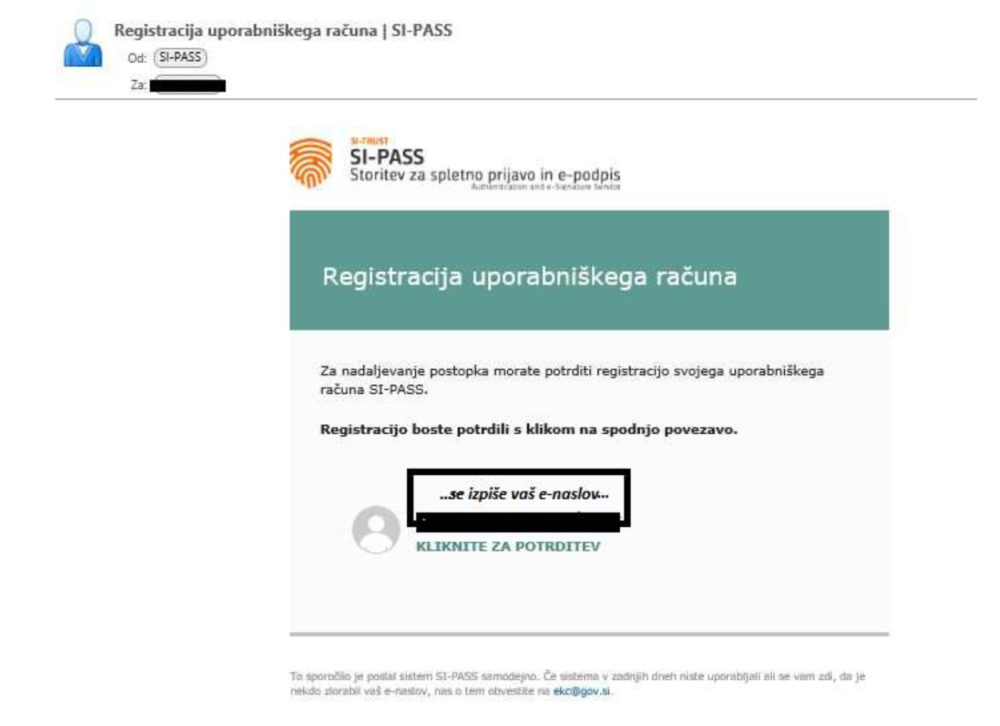 Registracija uporabniškega računa | SI-PASS
Od: SI-PASS
Za:
SI-TRUST
SI-PASS
Storitev za spletno prijavo in e-podpis
Authentication and e-Signature Service
Registracija uporabniškega računa
Za nadaljevanje postopka morate potrditi registracijo svojega uporabniškega
računa SI-PASS.
Registracijo boste potrdili s klikom na spodnjo povezavo.
...se izpiše vaš e-naslov...
KLIKNITE ZA POTRDITEV
To sporočilo je poslal sistem SI-PASS samodejno. Če sistema v zadnjih dneh niste uporabljali ali se vam zdi, da je
nekdo zlorabil vaš e-naslov, nas o tem obvestite na ekc@gov.si.